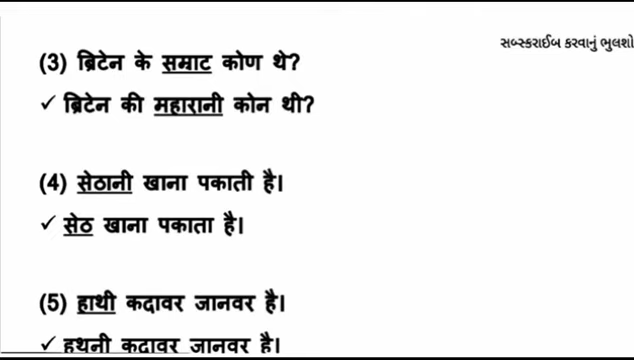 સબ્સ્ક્રાઈબ કરવાનું ભુલશો
(3) ब्रिटेन के सम्राट कोण थे?
✓ ब्रिटेन की महारानी कोन थी?
(4) सेठानी खाना पकाती है।
✓ सेठ खाना पकाता है।
(5) हाथी कदावर जानवर है।
✓ हथनी कदावर जानवर है।